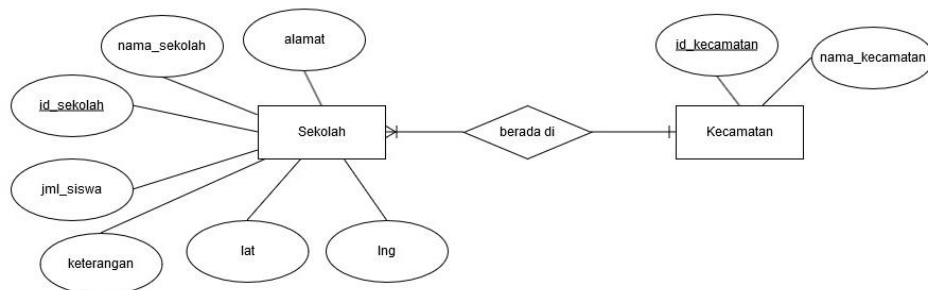 nama_sekolah
alamat
id_kecamatan
nama_kecamatan
id_sekolah
Sekolah
berada di
Kecamatan
jml_siswa
keterangan
lat
lng